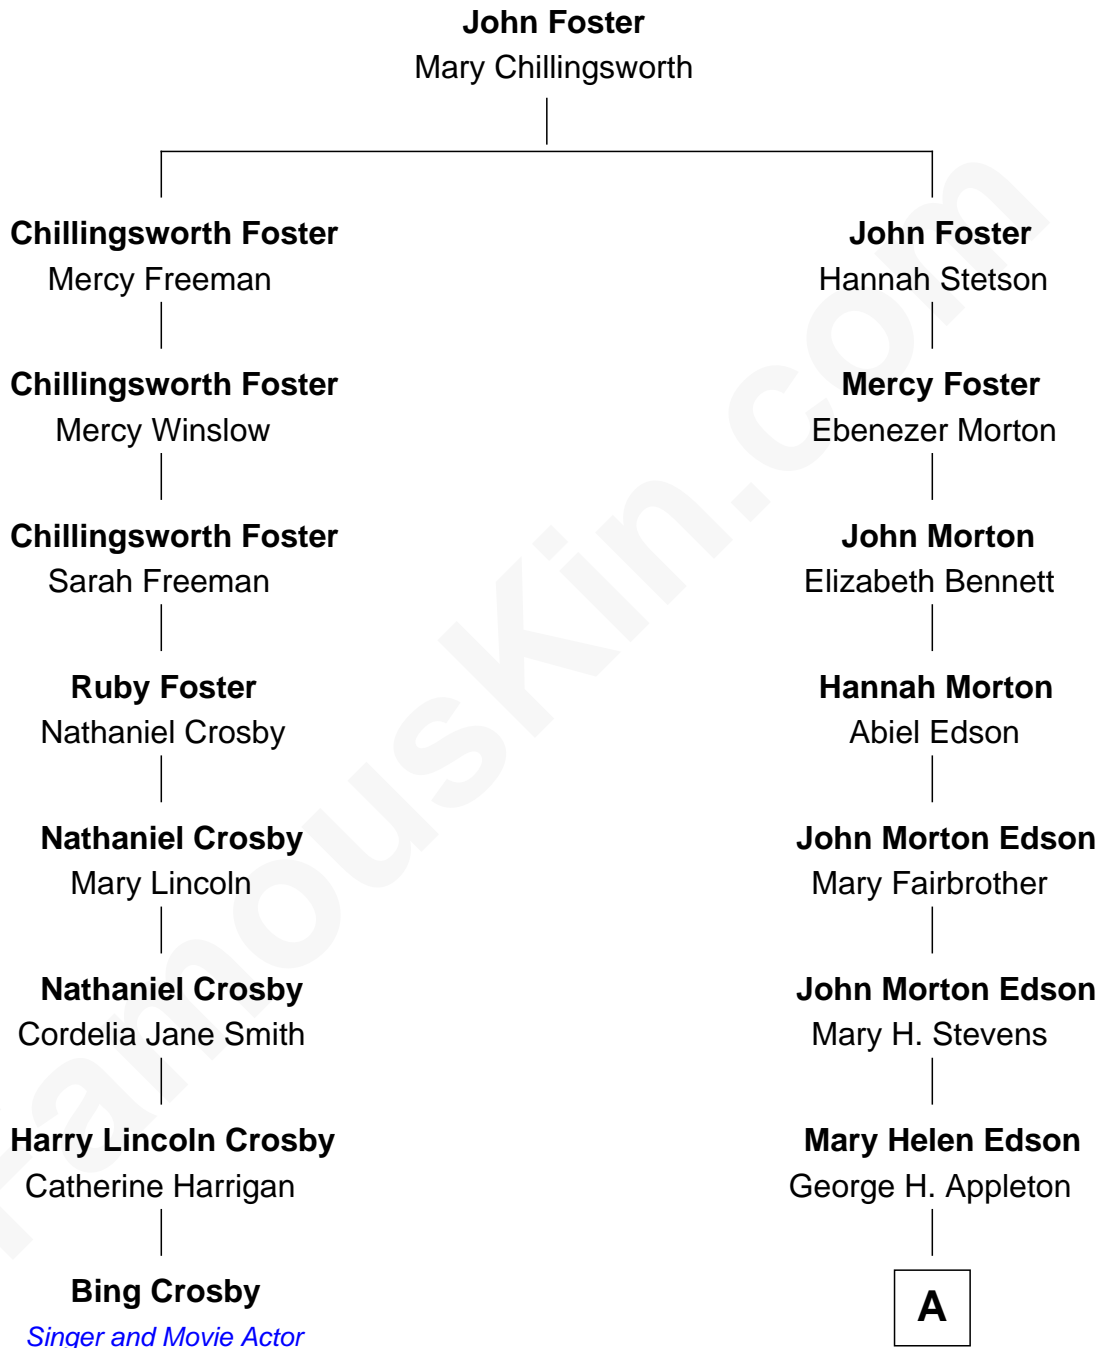 John Foster
Mary Chillingsworth
Chillingsworth Foster
Mercy Freeman
John Foster
Hannah Stetson
Chillingsworth Foster
Mercy Winslow
Mercy Foster
Ebenezer Morton
Chillingsworth Foster
Sarah Freeman
John Morton
Elizabeth Bennett
Ruby Foster
Nathaniel Crosby
Hannah Morton
Abiel Edson
Nathaniel Crosby
Mary Lincoln
John Morton Edson
Mary Fairbrother
Nathaniel Crosby
Cordelia Jane Smith
John Morton Edson
Mary H. Stevens
Harry Lincoln Crosby
Catherine Harrigan
Mary Helen Edson
George H. Appleton
Bing Crosby
Singer and Movie Actor
A
FamousKin.com